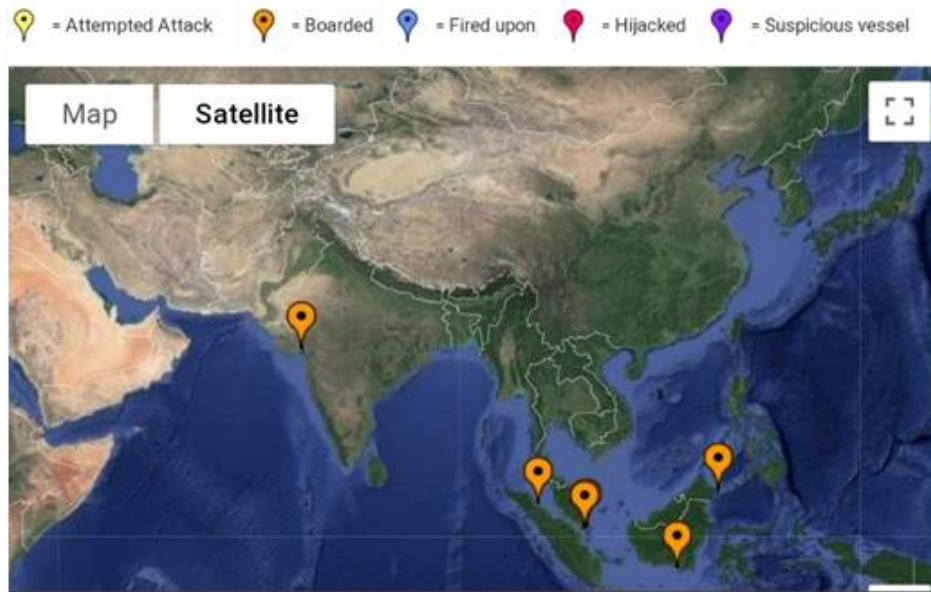 = Attempted Attack = Boarded = Fired upon = Hijacked = Suspicious vessel
Map Satellite